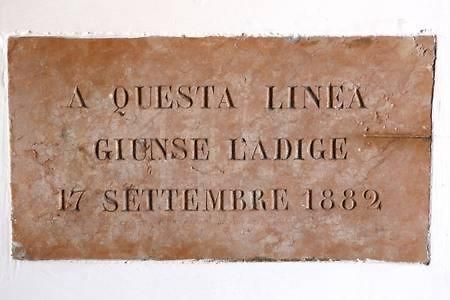 A QUESTA LINEA
GIUNSE L'ADIGE
17 SETTEMBRE 1882